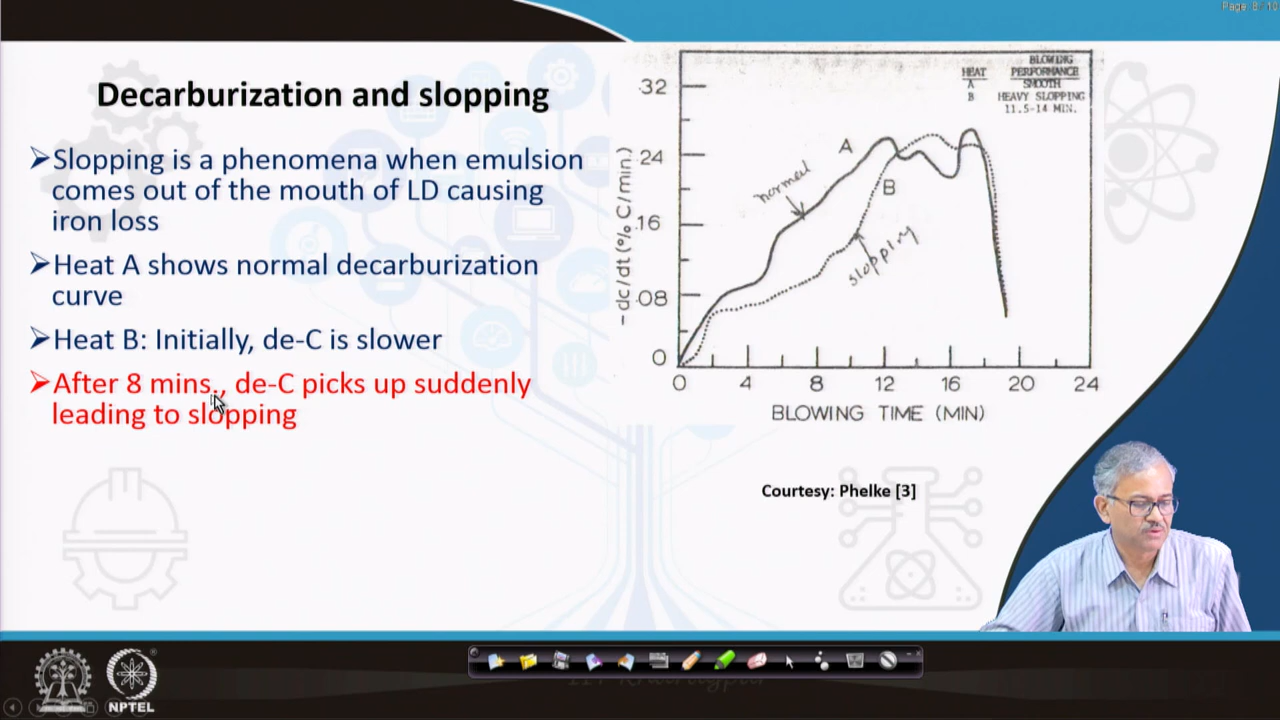 Page 8 / 10
Decarburization and slopping
➢Slopping is a phenomena when emulsion
comes out of the mouth of LD causing
iron loss
➢Heat A shows normal decarburization
curve
➢Heat B: Initially, de-C is slower
➢After 8 mins., de-C picks up suddenly
leading to slopping
-dc/dt (% C/min.)
.32
.24
.16
.08
0
0 4 8 12 16 20 24
BLOWING TIME (MIN)
HEAT
BLOWING
PERFORMANCE
A SMOOTH
B HEAVY SLOPPING
11.5-14 MIN.
A
normal
B
slopping
Courtesy: Phelke [3]
NPTEL
IIT Kharagpur